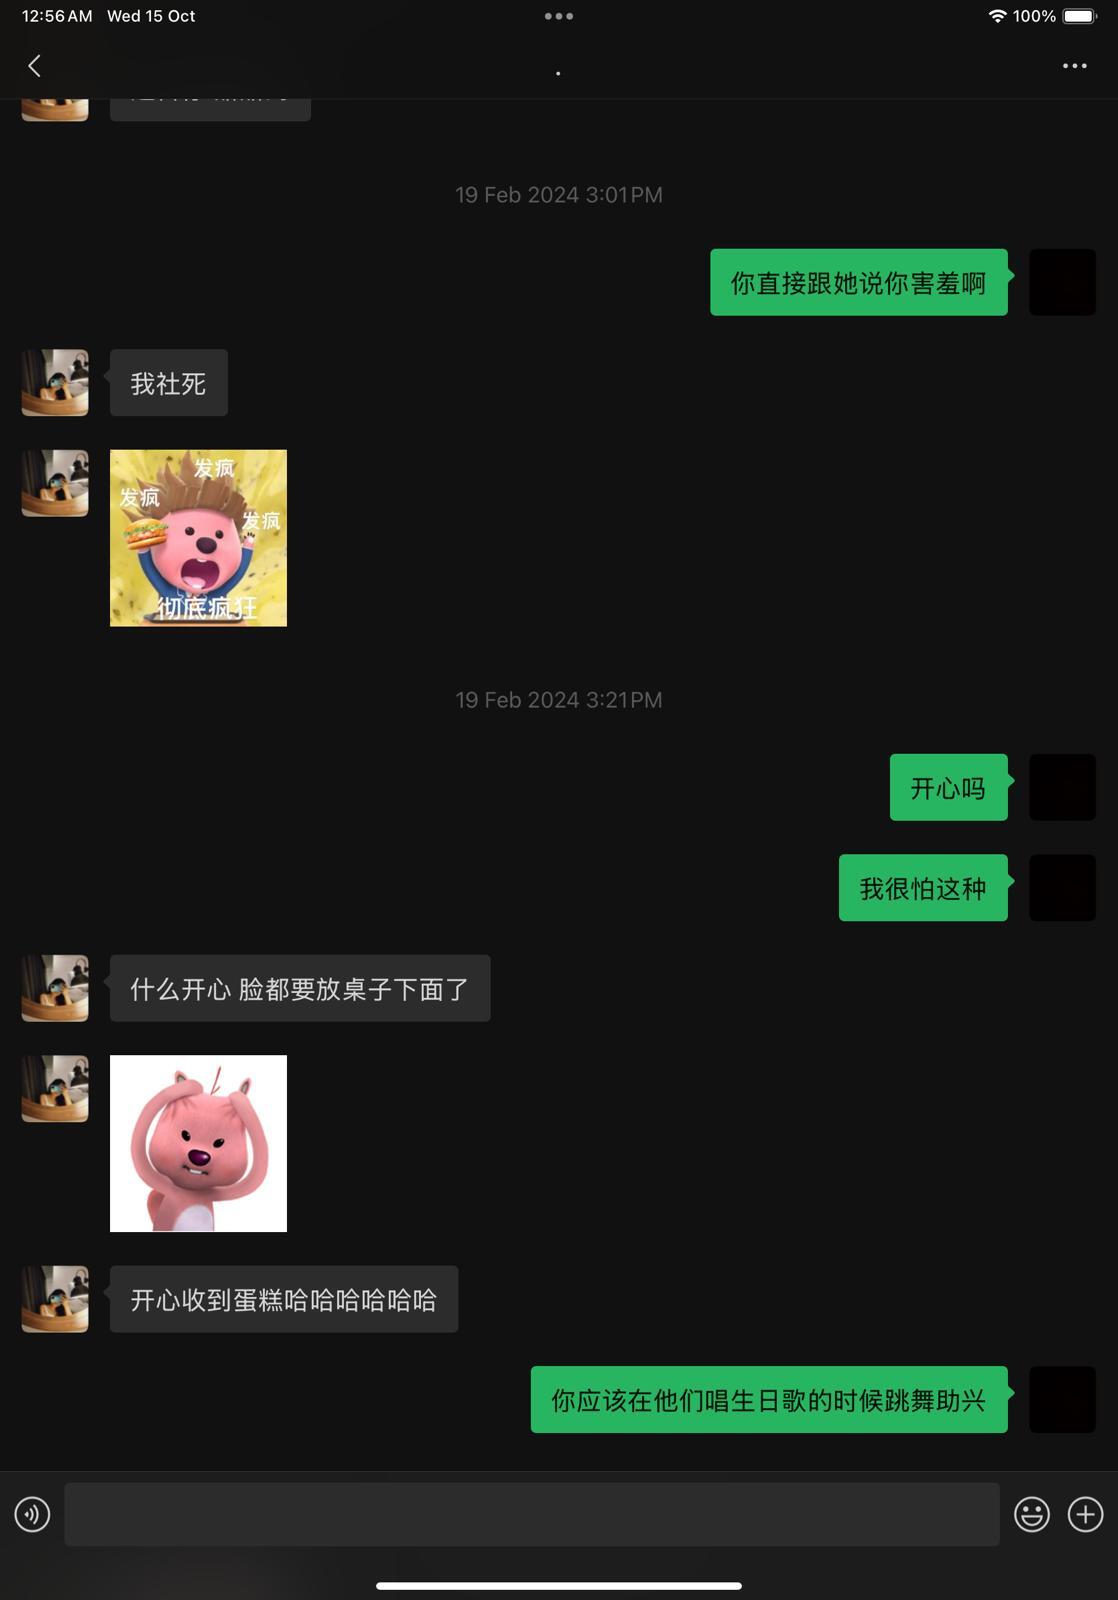 12:56 AM Wed 15 Oct
100%
.
19 Feb 2024 3:01 PM
你直接跟她说你害羞啊
我社死
发疯
发疯
发疯
彻底疯狂
19 Feb 2024 3:21 PM
开心吗
我很怕这种
什么开心 脸都要放桌子下面了
开心收到蛋糕哈哈哈哈哈哈
你应该在他们唱生日歌的时候跳舞助兴